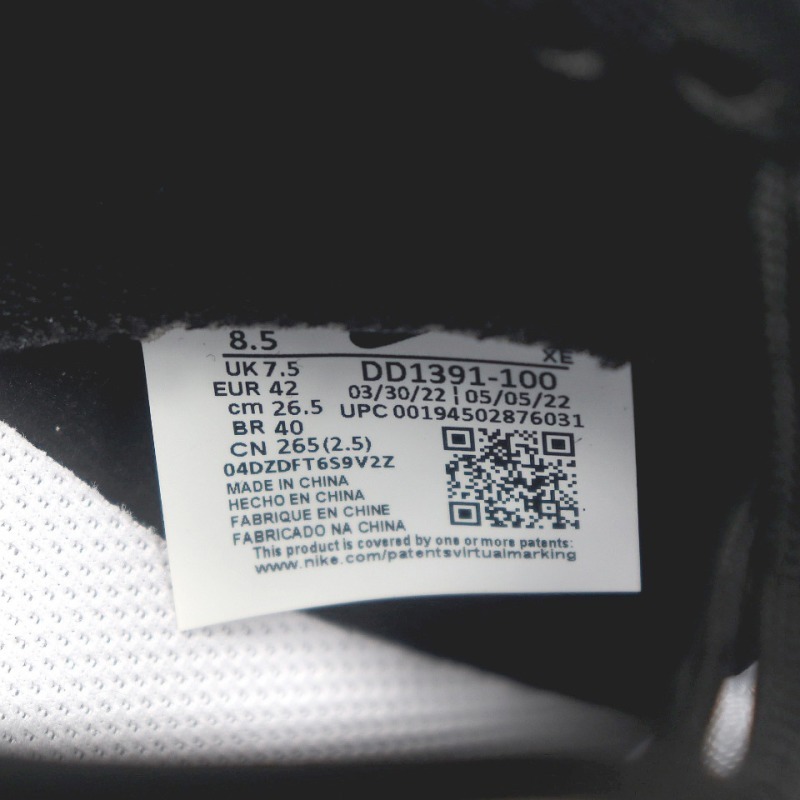 8.5
XE
UK 7.5
DD1391-100
EUR 42
03/30/22 | 05/05/22
cm 26.5
UPC 00194502876031
BR 40
CN 265(2.5)
04DZDFT6S9V2Z
MADE IN CHINA
HECHO EN CHINA
FABRIQUE EN CHINE
FABRICADO NA CHINA
This product is covered by one or more patents:
www.nike.com/patentsvirtualmarking